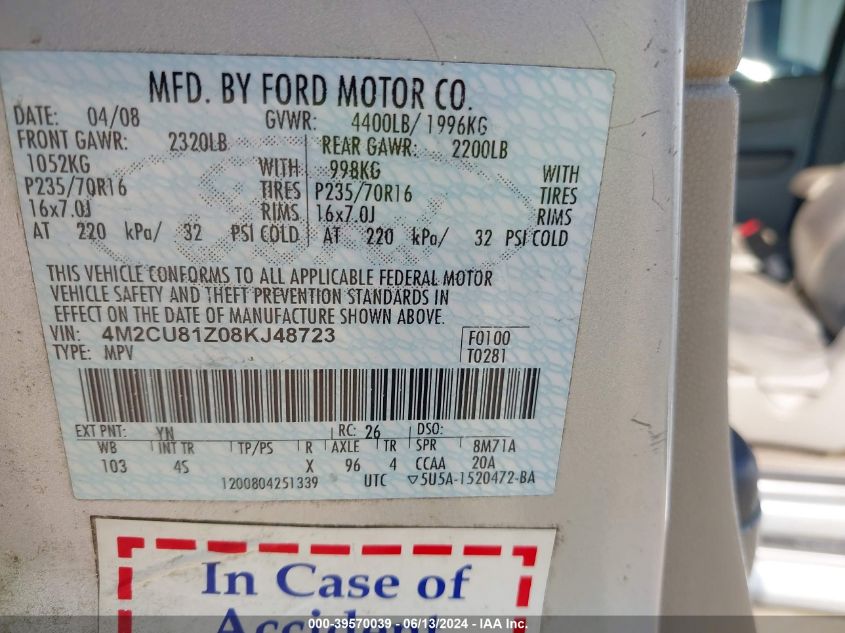 MFD. BY FORD MOTOR CO.
DATE: 04/08 GVWR: 4400LB/ 1996KG
FRONT GAWR: 2320LB REAR GAWR: 2200LB
1052KG WITH 998KG WITH
P235/70R16 TIRES P235/70R16 TIRES
16x7.0J RIMS 16x7.0J RIMS
AT 220 kPa/ 32 PSI COLD AT 220 kPa/ 32 PSI COLD
THIS VEHICLE CONFORMS TO ALL APPLICABLE FEDERAL MOTOR
VEHICLE SAFETY AND THEFT PREVENTION STANDARDS IN
EFFECT ON THE DATE OF MANUFACTURE SHOWN ABOVE.
VIN: 4M2CU81Z08KJ48723 F0100
TYPE: MPV T0281
EXT PNT: YN RC: 26 DSO:
WB INT TR TP/PS R AXLE TR SPR 8M71A
103 4S X 96 4 CCAA 20A
1200804251339 UTC ▽5U5A-1520472-BA
In Case of
Accident
000-39570039 - 06/13/2024 - IAA Inc.